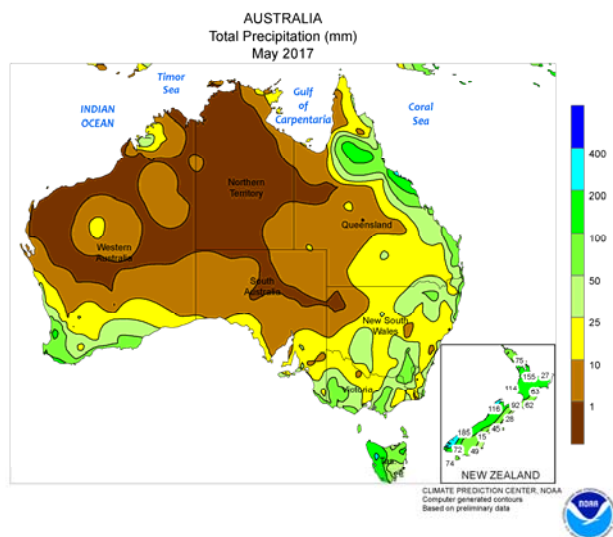 AUSTRALIA
Total Precipitation (mm)
May 2017
Timor
Sea
Gulf
of
Carpentaria
Coral
Sea
INDIAN
OCEAN
Northern
Territory
Queensland
Western
Australia
South
Australia
New South
Wales
Victoria
400
200
100
50
25
10
1
75
155
27
114
63
116
92
62
28
185
45
15
72
49
74
NEW ZEALAND
CLIMATE PREDICTION CENTER, NOAA
Computer generated contours
Based on preliminary data
NOAA